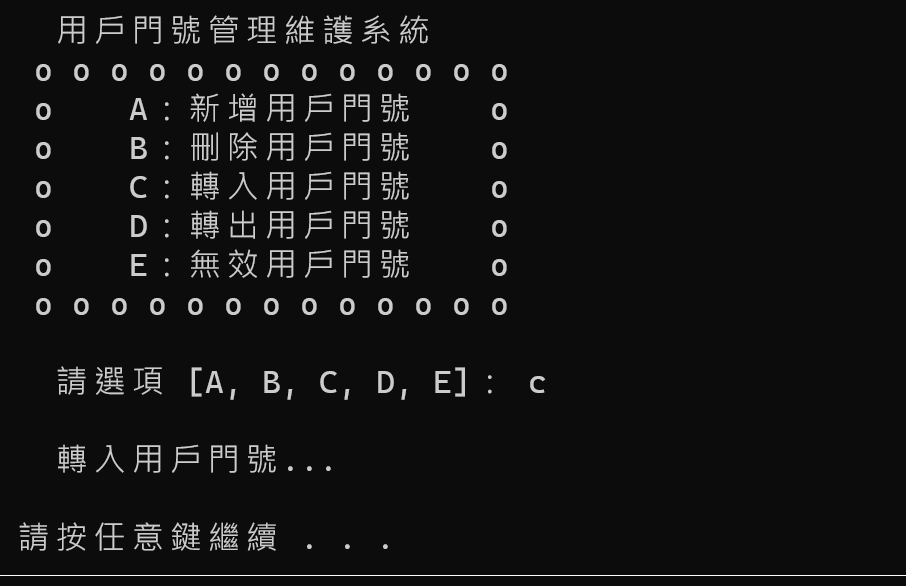 用戶門號管理維護系統
o o o o o o o o o o o o o
o A：新增用戶門號 o
o B：刪除用戶門號 o
o C：轉入用戶門號 o
o D：轉出用戶門號 o
o E：無效用戶門號 o
o o o o o o o o o o o o o
請選項 [A, B, C, D, E]： c
轉入用戶門號...
請按任意鍵繼續 . . .